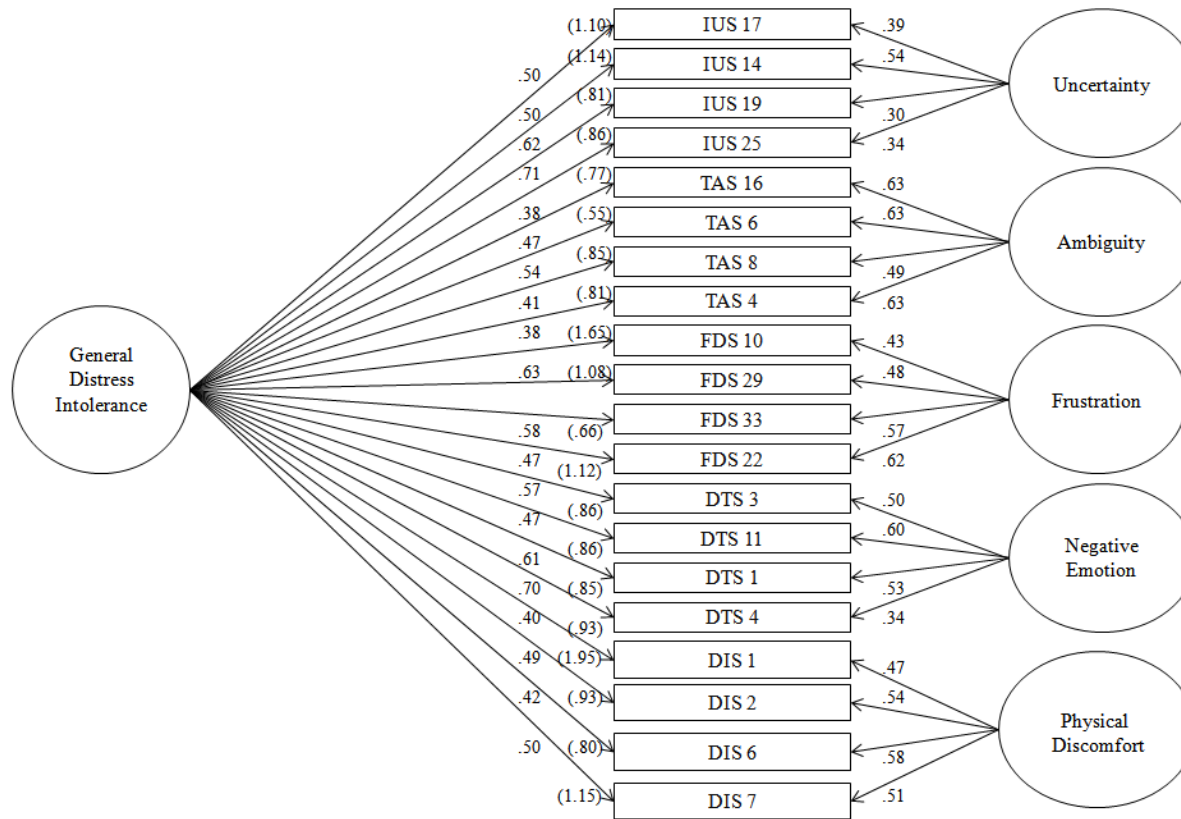 (1.10)
IUS 17
.39
(1.14)
IUS 14
.54
.50
Uncertainty
(.81)
IUS 19
.50
.30
.62
(.86)
IUS 25
.34
.71
(.77)
TAS 16
.63
.38
(.55)
TAS 6
.63
.47
Ambiguity
(.85)
TAS 8
.54
.49
(.81)
TAS 4
.63
.41
.38
(1.65)
FDS 10
.43
General
Distress
Intolerance
.63
(1.08)
FDS 29
.48
Frustration
FDS 33
.58
(.66)
.57
FDS 22
.62
.47
(1.12)
.57
DTS 3
.50
.47
(.86)
DTS 11
.60
Negative
Emotion
.61
(.86)
DTS 1
.70
(.85)
.53
DTS 4
.34
.40
(.93)
(1.95)
DIS 1
.47
.49
(.93)
DIS 2
.54
.42
Physical
Discomfort
.50
(.80)
DIS 6
.58
(1.15)
DIS 7
.51